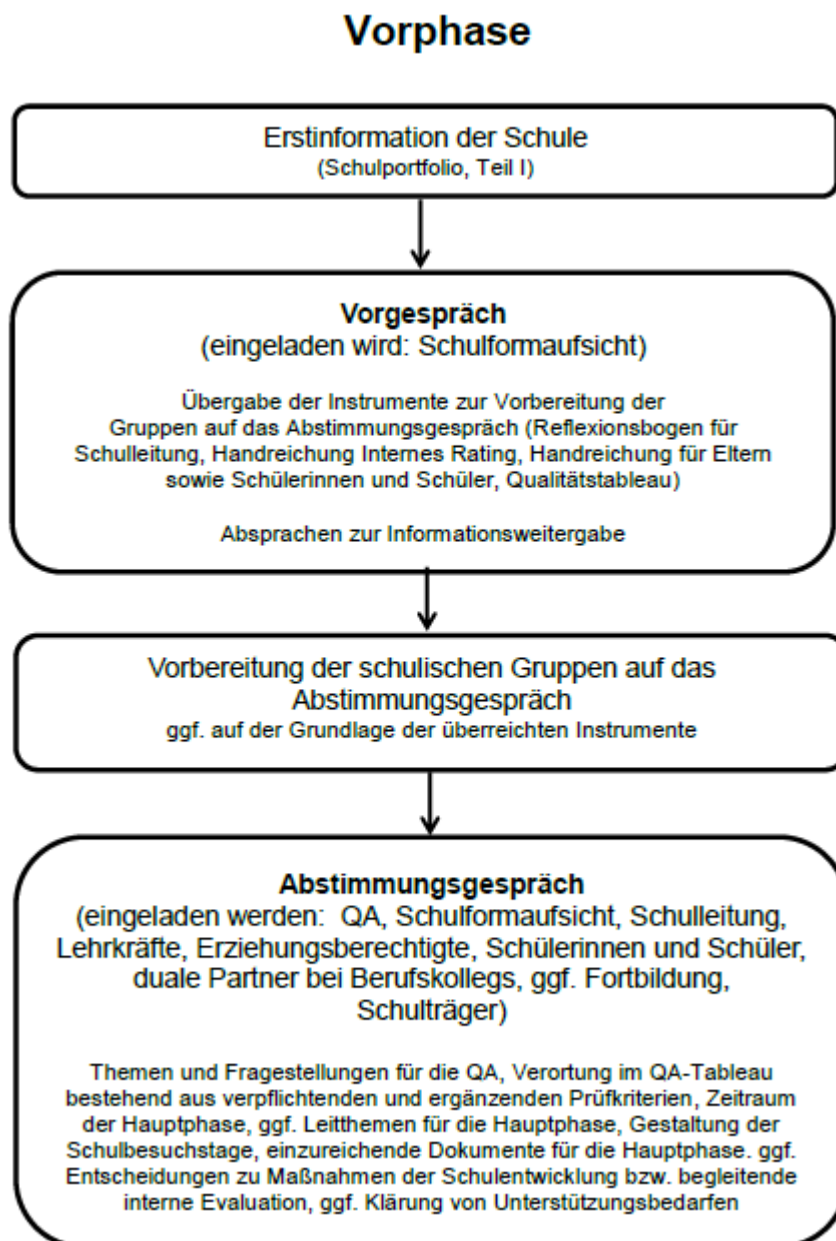 Vorphase
Erstinformation der Schule
(Schulportfolio, Teil I)
Vorgespräch
(eingeladen wird: Schulformaufsicht)
Übergabe der Instrumente zur Vorbereitung der
Gruppen auf das Abstimmungsgespräch (Reflexionsbogen für
Schulleitung, Handreichung Internes Rating, Handreichung für Eltern
sowie Schülerinnen und Schüler, Qualitätstableau)
Absprachen zur Informationsweitergabe
Vorbereitung der schulischen Gruppen auf das
Abstimmungsgespräch
ggf. auf der Grundlage der überreichten Instrumente
Abstimmungsgespräch
(eingeladen werden: QA, Schulformaufsicht, Schulleitung,
Lehrkräfte, Erziehungsberechtigte, Schülerinnen und Schüler,
duale Partner bei Berufskollegs, ggf. Fortbildung,
Schulträger)
Themen und Fragestellungen für die QA, Verortung im QA-Tableau
bestehend aus verpflichtenden und ergänzenden Prüfkriterien, Zeitraum
der Hauptphase, ggf. Leitthemen für die Hauptphase, Gestaltung der
Schulbesuchstage, einzureichende Dokumente für die Hauptphase. ggf.
Entscheidungen zu Maßnahmen der Schulentwicklung bzw. begleitende
interne Evaluation, ggf. Klärung von Unterstützungsbedarfen